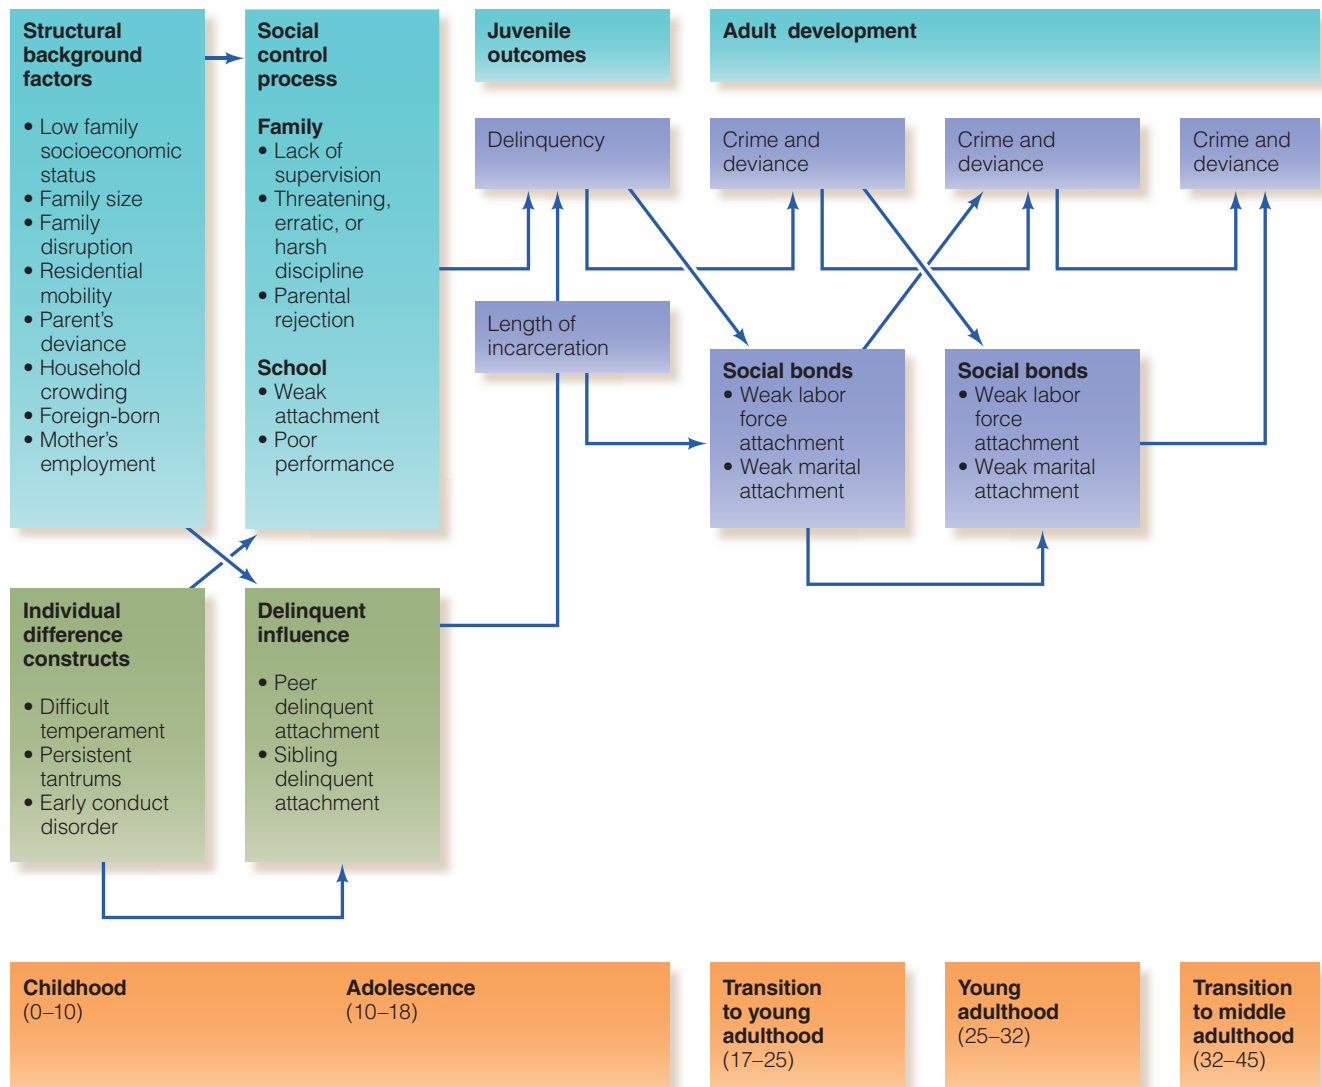 Structural
background
factors
• Low family
socioeconomic
status
• Family size
• Family
disruption
• Residential
mobility
• Parent's
deviance
• Household
crowding
• Foreign-born
• Mother's
employment
Social
control
process
Family
• Lack of
supervision
• Threatening,
erratic, or
harsh
discipline
• Parental
rejection
School
• Weak
attachment
• Poor
performance
Juvenile
outcomes
Adult development
Delinquency
Crime and
deviance
Crime and
deviance
Crime and
deviance
Length of
incarceration
Social bonds
• Weak labor
force
attachment
• Weak marital
attachment
Social bonds
• Weak labor
force
attachment
• Weak marital
attachment
Individual
difference
constructs
• Difficult
temperament
• Persistent
tantrums
• Early conduct
disorder
Delinquent
influence
• Peer
delinquent
attachment
• Sibling
delinquent
attachment
Childhood
(0–10)
Adolescence
(10–18)
Transition
to young
adulthood
(17–25)
Young
adulthood
(25–32)
Transition
to middle
adulthood
(32–45)